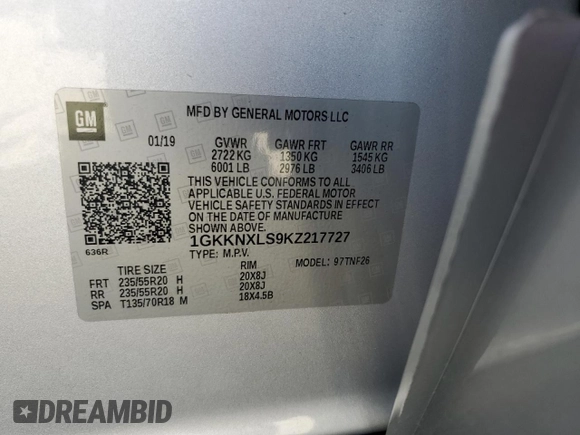 GM
MFD BY GENERAL MOTORS LLC
01/19 GVWR GAWR FRT GAWR RR
2722 KG 1350 KG 1545 KG
6001 LB 2976 LB 3406 LB
THIS VEHICLE CONFORMS TO ALL
APPLICABLE U.S. FEDERAL MOTOR
VEHICLE SAFETY STANDARDS IN EFFECT
ON THE DATE OF MANUFACTURE
SHOWN ABOVE.
636R
1GKKNXLS9KZ217727
TYPE: M.P.V. MODEL: 97TNF26
TIRE SIZE RIM
FRT 235/55R20 H 20X8J
RR 235/55R20 H 20X8J
SPA T135/70R18 M 18X4.5B
DREAMBID